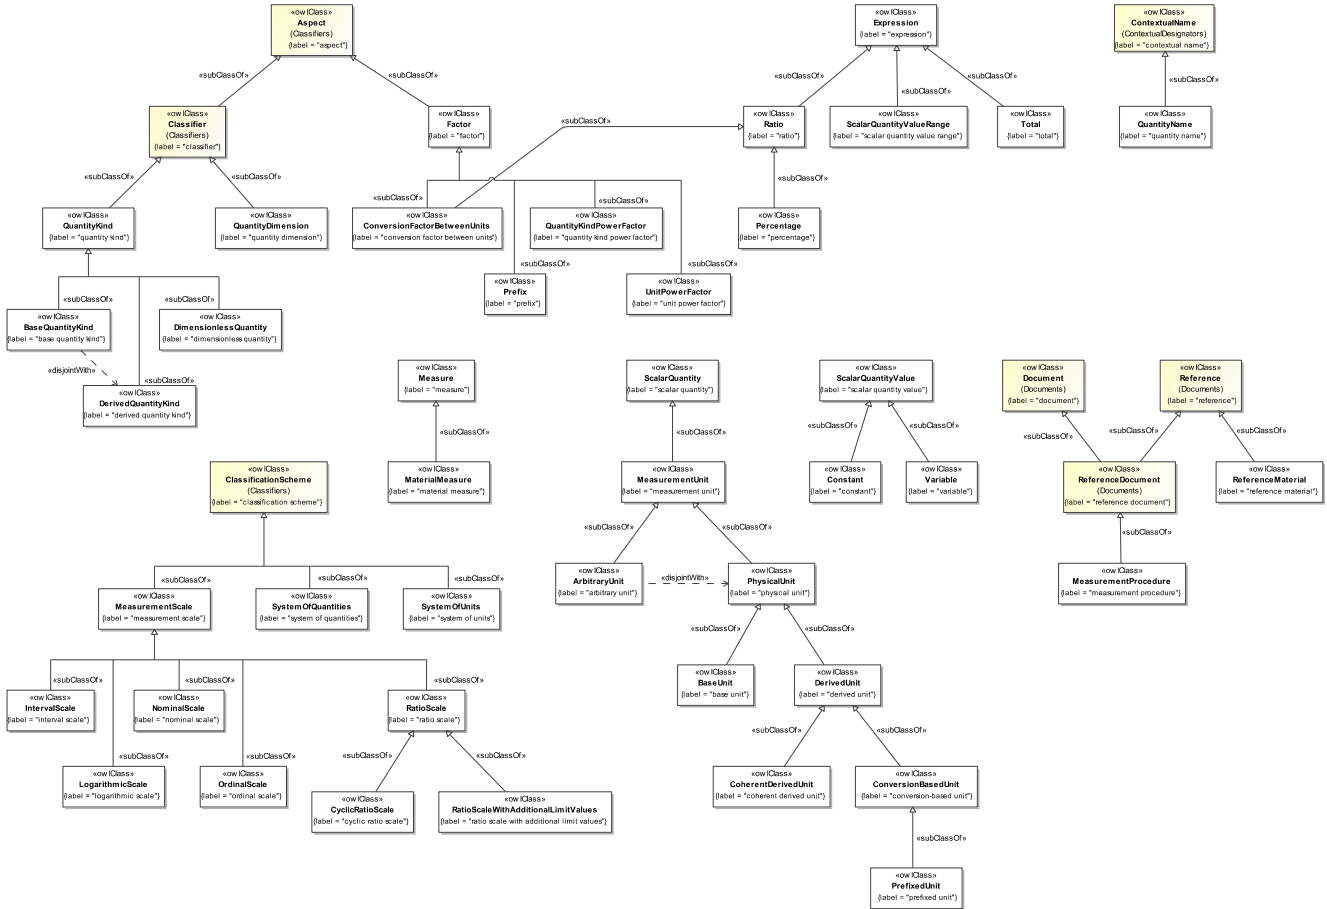 «owlClass»
Aspect
(Classifiers)
{label = "aspect"}
«owlClass»
Expression
{label = "expression"}
«owlClass»
ContextualName
(ContextualDesignators)
{label = "contextual name"}
«subClassOf»
«subClassOf»
«subClassOf»
«subClassOf»
«subClassOf»
«subClassOf»
«owlClass»
Classifier
(Classifiers)
{label = "classifier"}
«owlClass»
Factor
{label = "factor"}
«subClassOf»
«owlClass»
Ratio
{label = "ratio"}
«owlClass»
ScalarQuantityValueRange
{label = "scalar quantity value range"}
«owlClass»
Total
{label = "total"}
«owlClass»
QuantityName
{label = "quantity name"}
«subClassOf»
«subClassOf»
«subClassOf»
«subClassOf»
«subClassOf»
«owlClass»
QuantityKind
{label = "quantity kind"}
«owlClass»
QuantityDimension
{label = "quantity dimension"}
«owlClass»
ConversionFactorBetweenUnits
{label = "conversion factor between units"}
«owlClass»
QuantityKindPowerFactor
{label = "quantity kind power factor"}
«owlClass»
Percentage
{label = "percentage"}
«subClassOf»
«subClassOf»
«owlClass»
Prefix
{label = "prefix"}
«owlClass»
UnitPowerFactor
{label = "unit power factor"}
«subClassOf»
«subClassOf»
«owlClass»
BaseQuantityKind
{label = "base quantity kind"}
«owlClass»
DimensionlessQuantity
{label = "dimensionless quantity"}
«disjointWith»
«subClassOf»
«owlClass»
DerivedQuantityKind
{label = "derived quantity kind"}
«owlClass»
Measure
{label = "measure"}
«owlClass»
ScalarQuantity
{label = "scalar quantity"}
«owlClass»
ScalarQuantityValue
{label = "scalar quantity value"}
«owlClass»
Document
(Documents)
{label = "document"}
«owlClass»
Reference
(Documents)
{label = "reference"}
«subClassOf»
«subClassOf»
«subClassOf»
«subClassOf»
«subClassOf»
«subClassOf»
«subClassOf»
«owlClass»
ClassificationScheme
(Classifiers)
{label = "classification scheme"}
«owlClass»
MaterialMeasure
{label = "material measure"}
«owlClass»
MeasurementUnit
{label = "measurement unit"}
«owlClass»
Constant
{label = "constant"}
«owlClass»
Variable
{label = "variable"}
«owlClass»
ReferenceDocument
(Documents)
{label = "reference document"}
«owlClass»
ReferenceMaterial
{label = "reference material"}
«subClassOf»
«subClassOf»
«subClassOf»
«owlClass»
ArbitraryUnit
{label = "arbitrary unit"}
«disjointWith»
«owlClass»
PhysicalUnit
{label = "physical unit"}
«owlClass»
MeasurementProcedure
{label = "measurement procedure"}
«subClassOf»
«subClassOf»
«subClassOf»
«owlClass»
MeasurementScale
{label = "measurement scale"}
«owlClass»
SystemOfQuantities
{label = "system of quantities"}
«owlClass»
SystemOfUnits
{label = "system of units"}
«subClassOf»
«subClassOf»
«owlClass»
BaseUnit
{label = "base unit"}
«owlClass»
DerivedUnit
{label = "derived unit"}
«subClassOf»
«subClassOf»
«subClassOf»
«subClassOf»
«subClassOf»
«owlClass»
IntervalScale
{label = "interval scale"}
«owlClass»
NominalScale
{label = "nominal scale"}
«owlClass»
RatioScale
{label = "ratio scale"}
«subClassOf»
«subClassOf»
«subClassOf»
«subClassOf»
«owlClass»
LogarithmicScale
{label = "logarithmic scale"}
«owlClass»
OrdinalScale
{label = "ordinal scale"}
«owlClass»
CyclicRatioScale
{label = "cyclic ratio scale"}
«owlClass»
RatioScaleWithAdditionalLimitValues
{label = "ratio scale with additional limit values"}
«owlClass»
CoherentDerivedUnit
{label = "coherent derived unit"}
«owlClass»
ConversionBasedUnit
{label = "conversion-based unit"}
«subClassOf»
«owlClass»
PrefixedUnit
{label = "prefixed unit"}